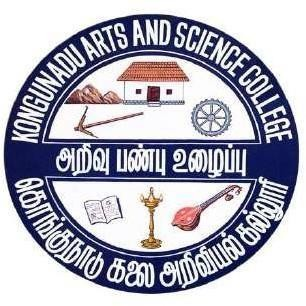 KONGUNADU ARTS AND SCIENCE COLLEGE
அறிவு பண்பு உழைப்பு
கொங்குநாடு கலை அறிவியல் கல்லூரி